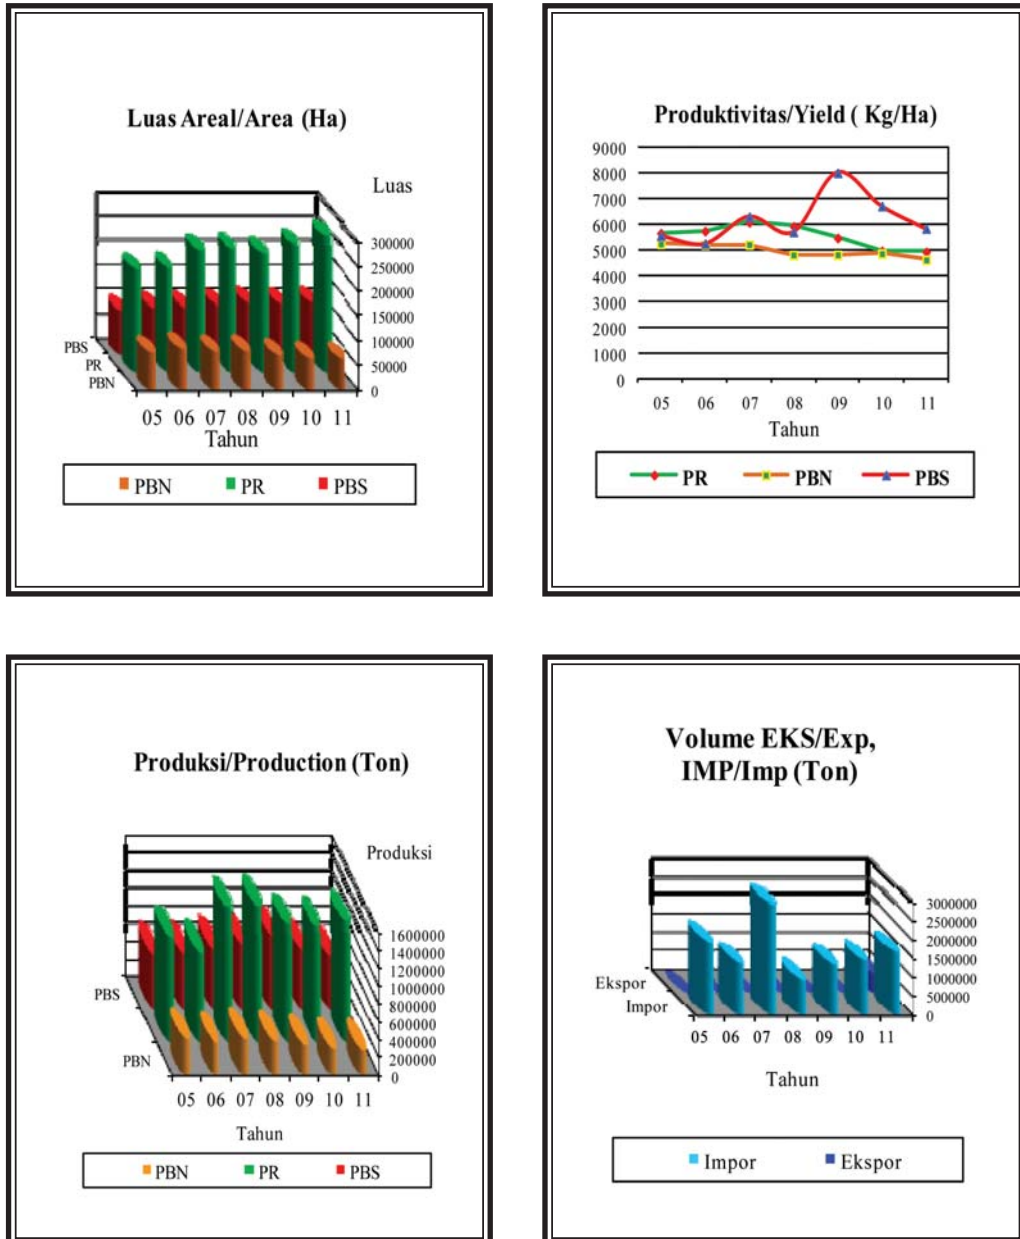 Luas Areal/Area (Ha)
Luas
300000
250000
200000
150000
100000
50000
0
PBS
PR
PBN
05 06 07 08 09 10 11
Tahun
PBN PR PBS
Produktivitas/Yield ( Kg/Ha)
9000
8000
7000
6000
5000
4000
3000
2000
1000
0
05 06 07 08 09 10 11
Tahun
PR PBN PBS
Produksi/Production (Ton)
Produksi
1600000
1400000
1200000
1000000
800000
600000
400000
200000
0
PBS
PBN
05 06 07 08 09 10 11
Tahun
PBN PR PBS
Volume EKS/Exp,
IMP/Imp (Ton)
3000000
2500000
2000000
1500000
1000000
500000
0
Ekspor
Impor
05 06 07 08 09 10 11
Tahun
Impor Ekspor